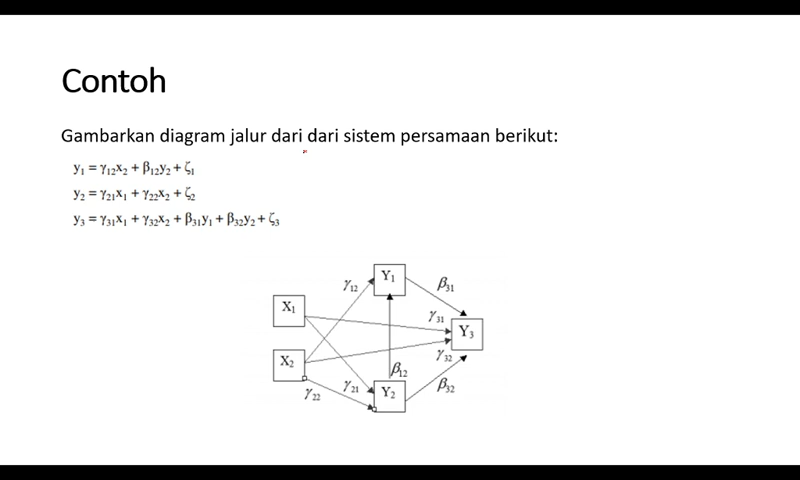 Contoh
Gambarkan diagram jalur dari dari sistem persamaan berikut:
y₁ = γ₁₂x₂ + β₁₂y₂ + ζ₁
y₂ = γ₂₁x₁ + γ₂₂x₂ + ζ₂
y₃ = γ₃₁x₁ + γ₃₂x₂ + β₃₁y₁ + β₃₂y₂ + ζ₃
Y₁
γ₁₂
β₃₁
X₁
γ₃₁
Y₃
X₂
γ₃₂
β₁₂
γ₂₁
Y₂
β₃₂
γ₂₂